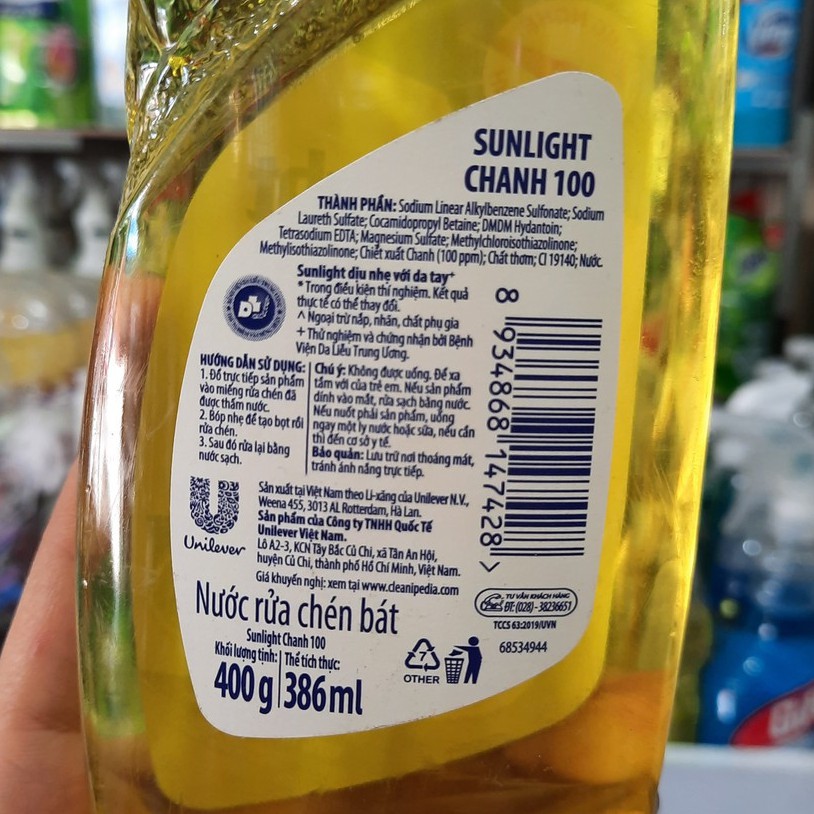 SUNLIGHT
CHANH 100
THÀNH PHẦN: Sodium Linear Alkylbenzene Sulfonate; Sodium
Laureth Sulfate; Cocamidopropyl Betaine; DMDM Hydantoin;
Tetrasodium EDTA; Magnesium Sulfate; Methylchloroisothiazolinone;
Methylisothiazolinone; Chiết xuất Chanh (100 ppm); Chất thơm; CI 19140; Nước.
Sunlight dịu nhẹ với da tay+
* Trong điều kiện thí nghiệm. Kết quả
thực tế có thể thay đổi.
^ Ngoại trừ nắp, nhãn, chất phụ gia
+ Thử nghiệm và chứng nhận bởi Bệnh
Viện Da Liễu Trung Ương.
HƯỚNG DẪN SỬ DỤNG:
1. Đổ trực tiếp sản phẩm
vào miếng rửa chén đã
được thấm nước.
2. Bóp nhẹ để tạo bọt rồi
rửa chén.
3. Sau đó rửa lại bằng
nước sạch.
Chú ý: Không được uống. Để xa
tầm với của trẻ em. Nếu sản phẩm
dính vào mắt, rửa sạch bằng nước.
Nếu nuốt phải sản phẩm, uống
ngay một ly nước hoặc sữa, nếu cần
thì đến cơ sở y tế.
Bảo quản: Lưu trữ nơi thoáng mát,
tránh ánh nắng trực tiếp.
8 934868 147428 >
Unilever
Sản xuất tại Việt Nam theo Li-xăng của Unilever N.V.,
Weena 455, 3013 AL Rotterdam, Hà Lan.
Sản phẩm của Công ty TNHH Quốc Tế
Unilever Việt Nam.
Lô A2-3, KCN Tây Bắc Củ Chi, xã Tân An Hội,
huyện Củ Chi, thành phố Hồ Chí Minh, Việt Nam.
Giá khuyến nghị: xem tại www.cleanipedia.com
TƯ VẤN KHÁCH HÀNG
ĐT: (028) - 38236651
TCCS 63:2019/UVN
68534944
Nước rửa chén bát
Sunlight Chanh 100
Khối lượng tịnh: | Thể tích thực:
400 g | 386 ml
7
OTHER